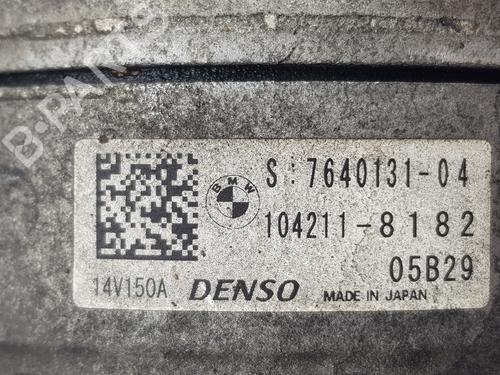 B-PARTS
BMW
S : 7640131-04
104211-8182
05B29
14V150A DENSO MADE IN JAPAN